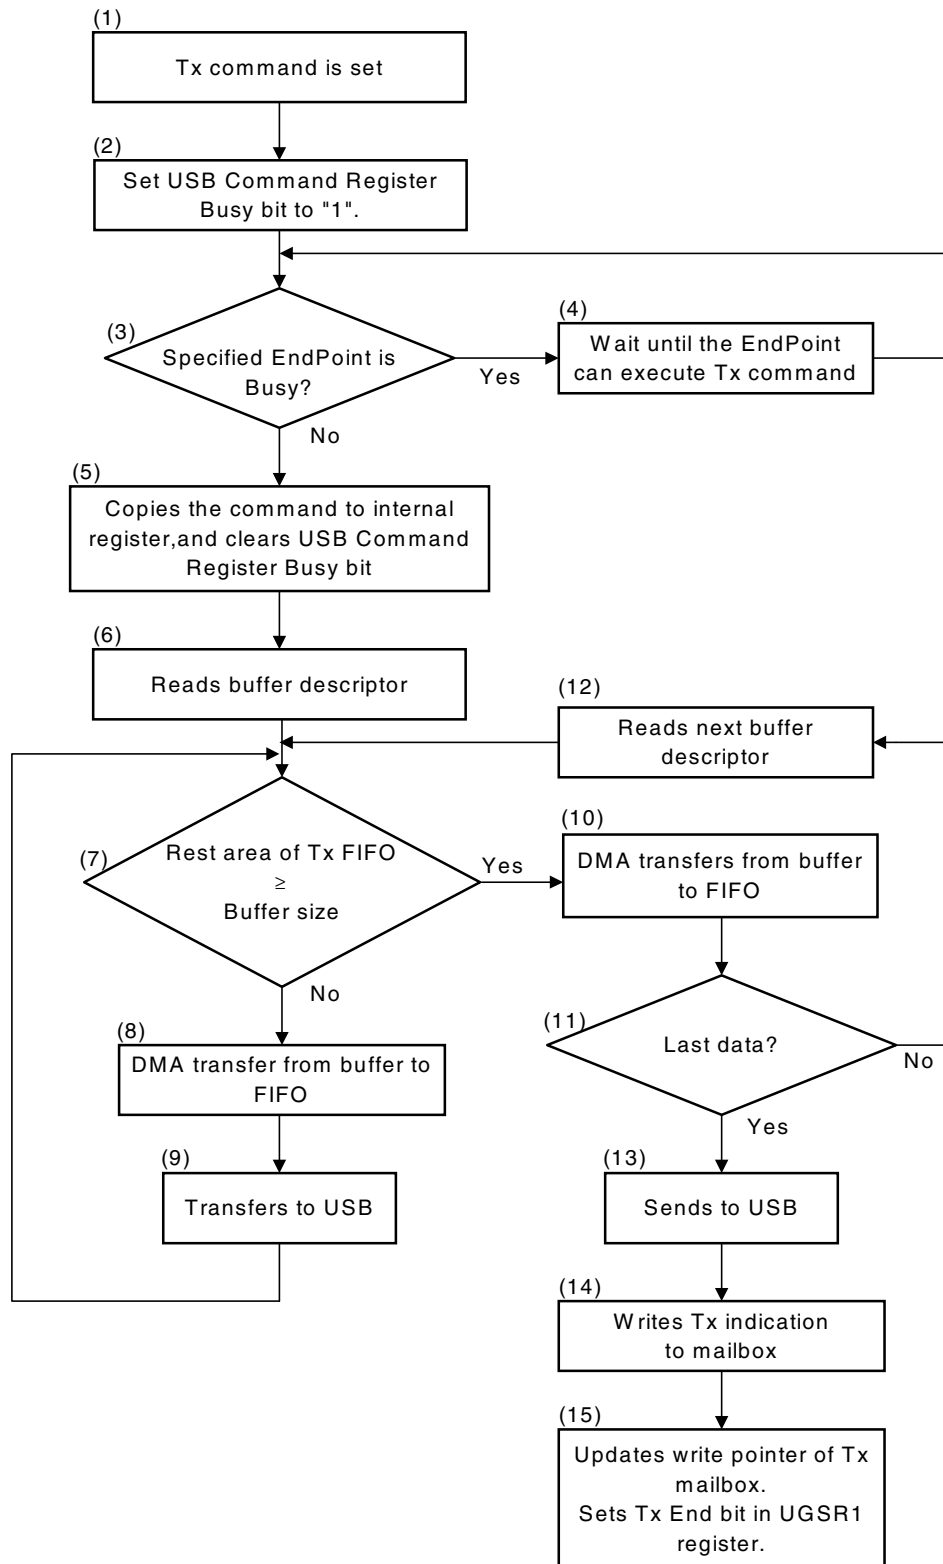 (1)
Tx command is set
(2)
Set USB Command Register
Busy bit to "1".
(3)
Specified EndPoint is
Busy?
Yes
No
(4)
Wait until the EndPoint
can execute Tx command
(5)
Copies the command to internal
register,and clears USB Command
Register Busy bit
(6)
Reads buffer descriptor
(12)
Reads next buffer
descriptor
(7)
Rest area of Tx FIFO
≥
Buffer size
Yes
No
(10)
DMA transfers from buffer
to FIFO
(8)
DMA transfer from buffer to
FIFO
(11)
Last data?
No
Yes
(9)
Transfers to USB
(13)
Sends to USB
(14)
Writes Tx indication
to mailbox
(15)
Updates write pointer of Tx
mailbox.
Sets Tx End bit in UGSR1
register.